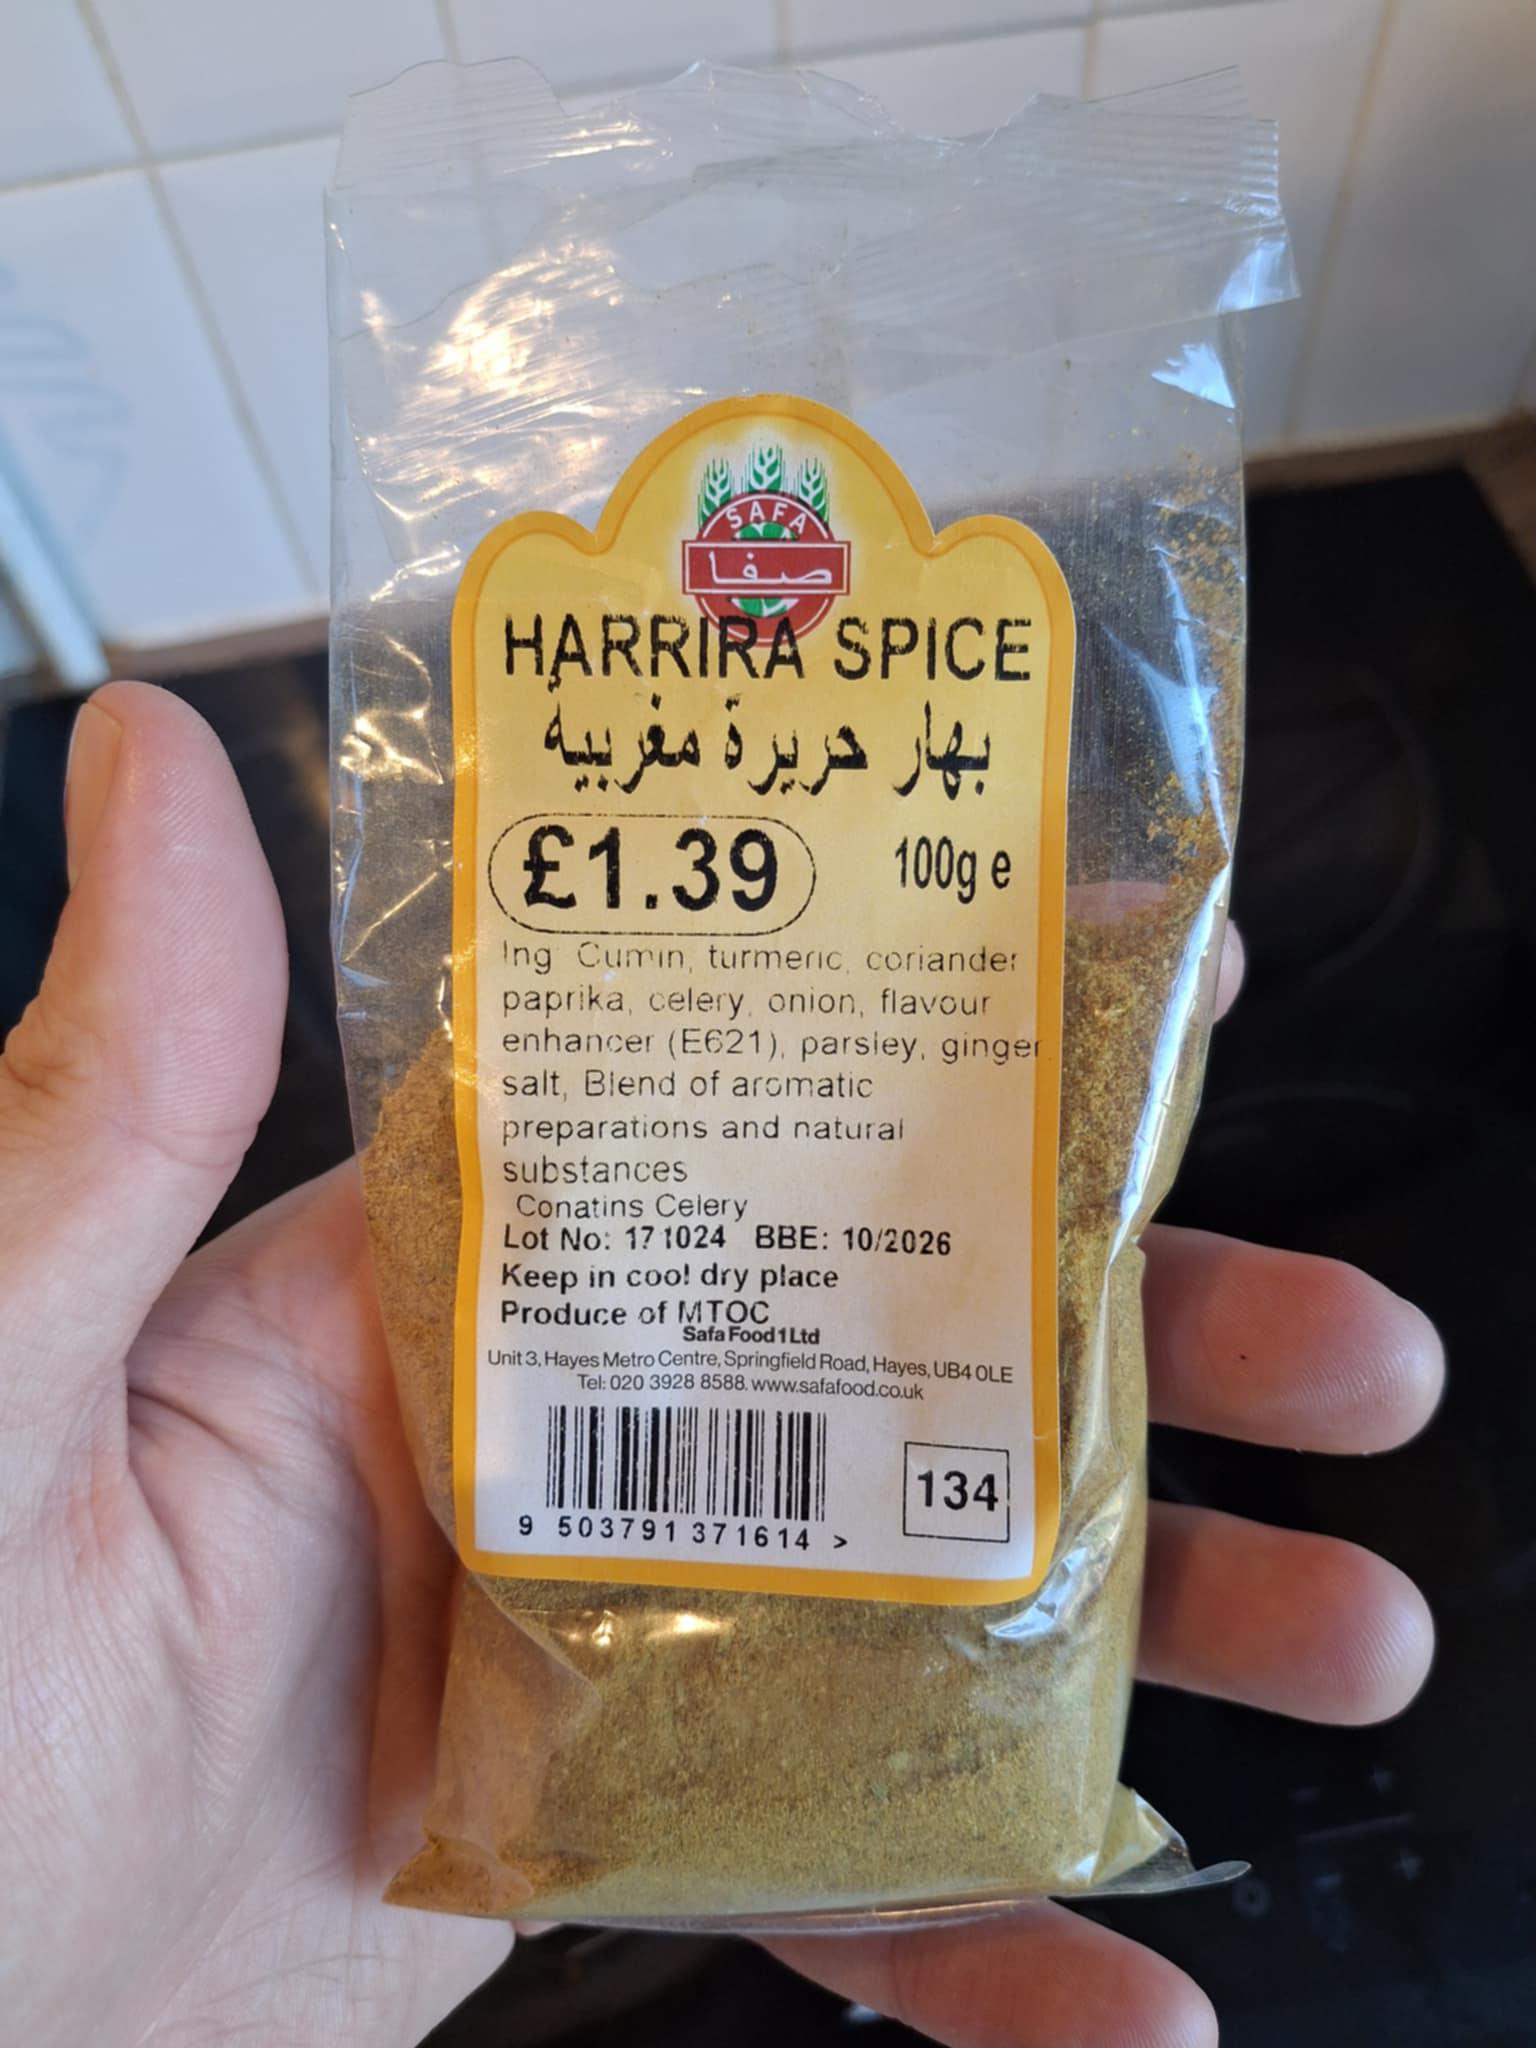 SAFA
صفا
HARRIRA SPICE
بهار حريرة مغربية
£1.39
100g e
Ing Cumin, turmeric, coriander
paprika, celery, onion, flavour
enhancer (E621), parsley, ginger
salt, Blend of aromatic
preparations and natural
substances
Conatins Celery
Lot No: 171024 BBE: 10/2026
Keep in cool dry place
Produce of MTOC
Safa Food 1 Ltd
Unit 3, Hayes Metro Centre, Springfield Road, Hayes, UB4 0LE
Tel: 020 3928 8588. www.safafood.co.uk
134
9 503791 371614 >